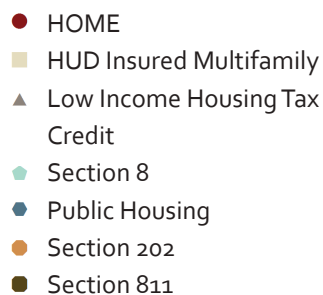 HOME
HUD Insured Multifamily
Low Income Housing Tax
Credit
Section 8
Public Housing
Section 202
Section 811